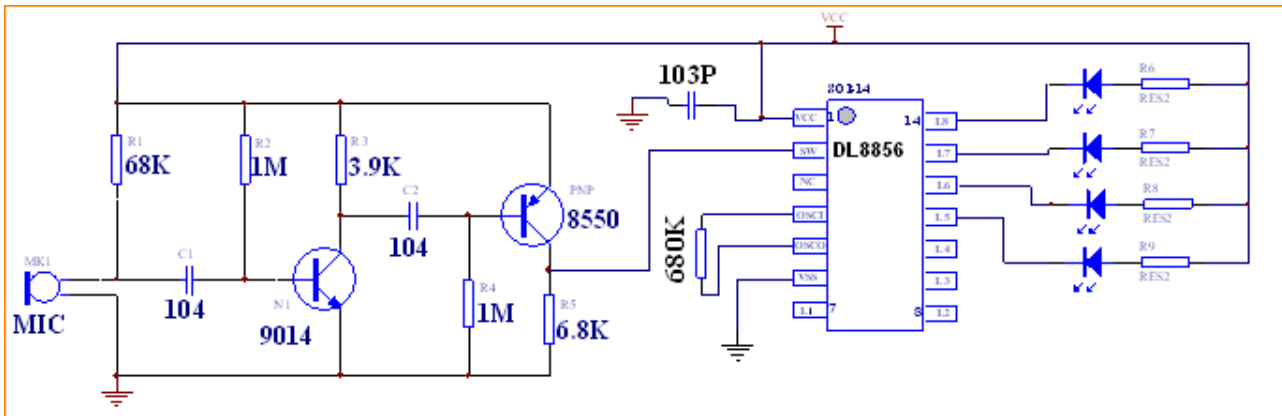 VCC
103P
80314
R6
RES2
R1
68K
R2
1M
R3
3.9K
C2
104
PNP
8550
VCC
1
14
L8
DL8856
SW
L7
R7
RES2
NC
L6
R8
RES2
OSCI
L5
680K
OSCO
L4
R9
RES2
MK1
MIC
C1
104
N1
9014
R4
1M
R5
6.8K
VSS
L3
L1
7
8
L2